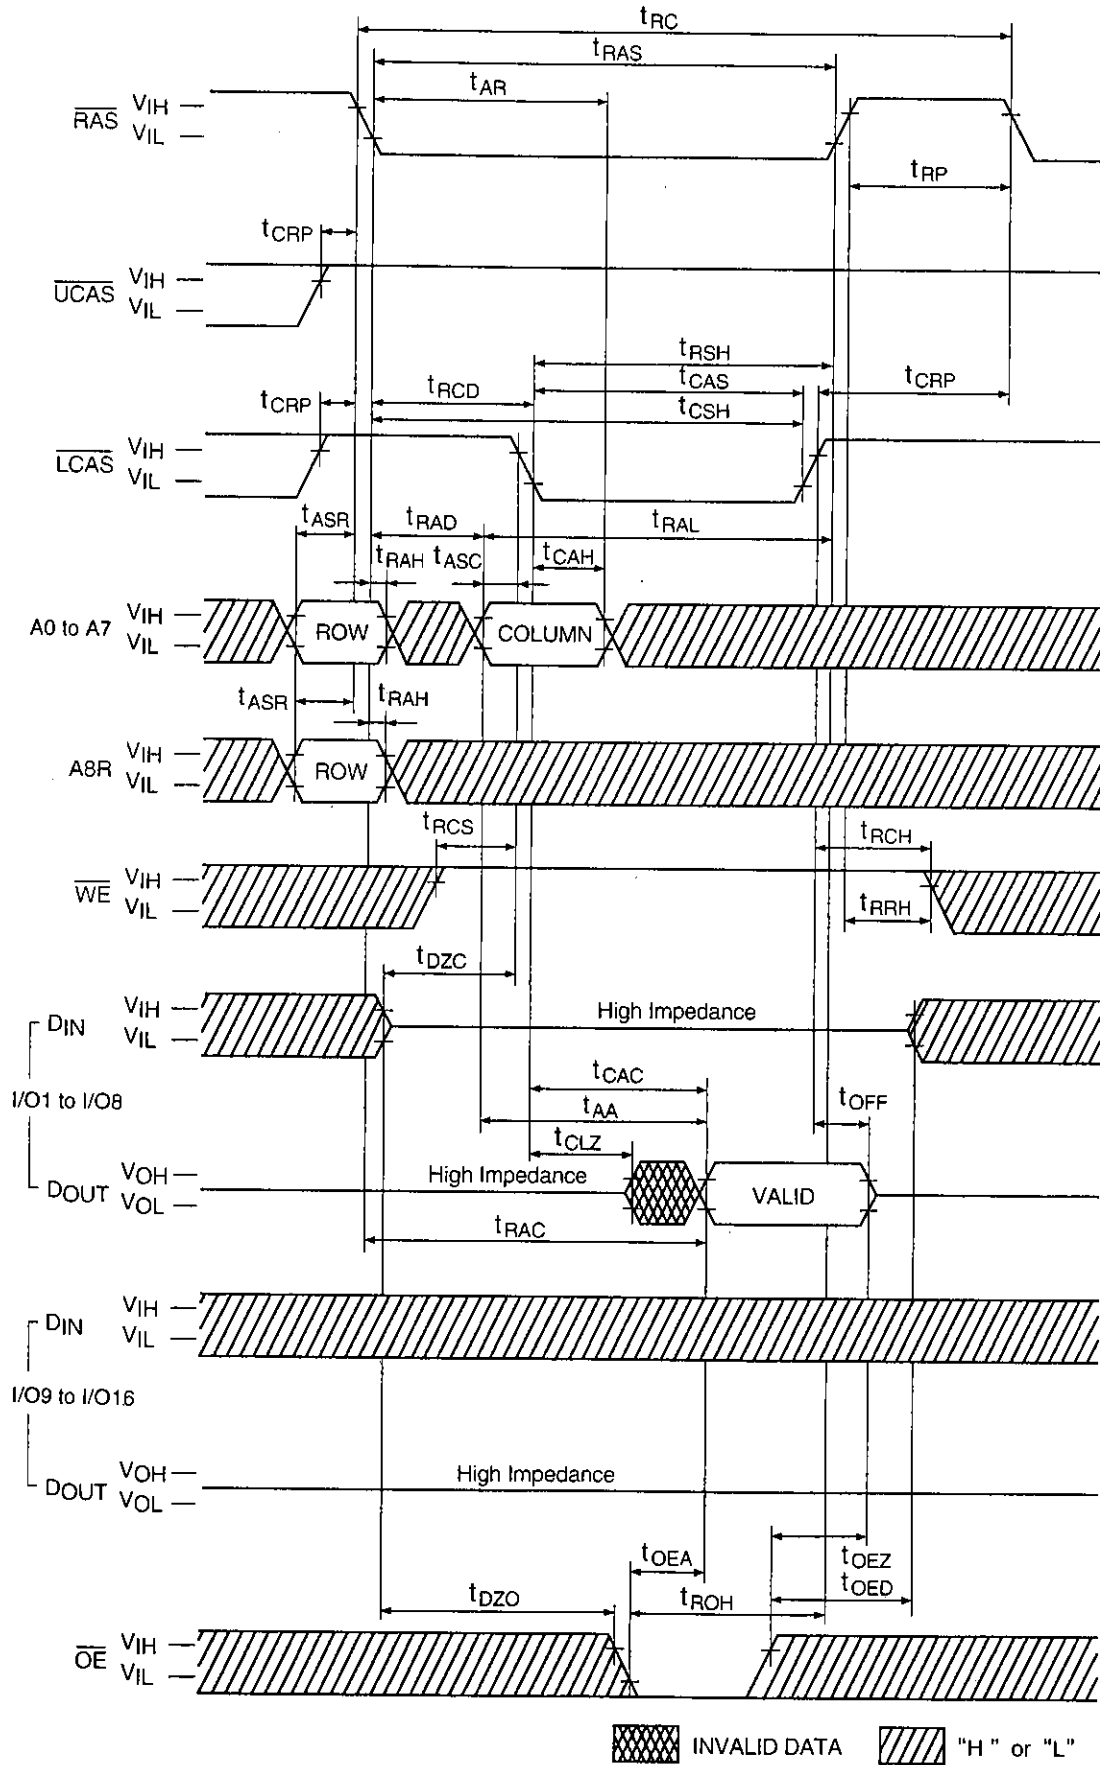 tRC
tRAS
tAR
RAS VIH
VIL
tRP
tCRP
UCAS VIH
VIL
tRSH
tCAS
tCRP tRCD tCRP
tCSH
LCAS VIH
VIL
tASR tRAD tRAL
tRAH tASC tCAH
A0 to A7 VIH
VIL ROW COLUMN
tASR tRAH
A8R VIH
VIL ROW
tRCS tRCH
WE VIH
VIL
tRRH
tDZC
DIN VIH
VIL
High Impedance
I/O1 to I/O8
tCAC
tAA tOFF
tCLZ
DOUT VOH
VOL
High Impedance
VALID
tRAC
DIN VIH
VIL
I/O9 to I/O16
DOUT VOH
VOL
High Impedance
tOEA tOEZ
tDZO tROH tOED
OE VIH
VIL
INVALID DATA "H" or "L"